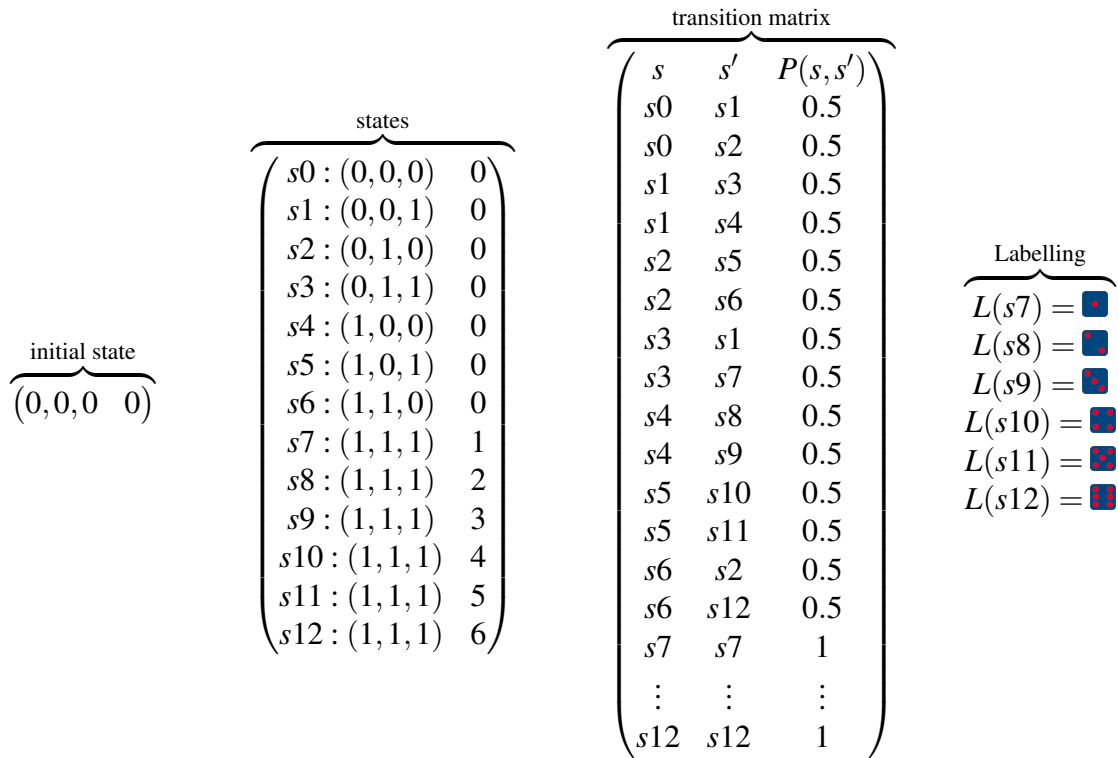 initial state
(0,0,0 0)
states
s0 : (0,0,0) 0
s1 : (0,0,1) 0
s2 : (0,1,0) 0
s3 : (0,1,1) 0
s4 : (1,0,0) 0
s5 : (1,0,1) 0
s6 : (1,1,0) 0
s7 : (1,1,1) 1
s8 : (1,1,1) 2
s9 : (1,1,1) 3
s10 : (1,1,1) 4
s11 : (1,1,1) 5
s12 : (1,1,1) 6
transition matrix
s s′ P(s,s′)
s0 s1 0.5
s0 s2 0.5
s1 s3 0.5
s1 s4 0.5
s2 s5 0.5
s2 s6 0.5
s3 s1 0.5
s3 s7 0.5
s4 s8 0.5
s4 s9 0.5
s5 s10 0.5
s5 s11 0.5
s6 s2 0.5
s6 s12 0.5
s7 s7 1
⋮ ⋮ ⋮
s12 s12 1
Labelling
L(s7) =
L(s8) =
L(s9) =
L(s10) =
L(s11) =
L(s12) =